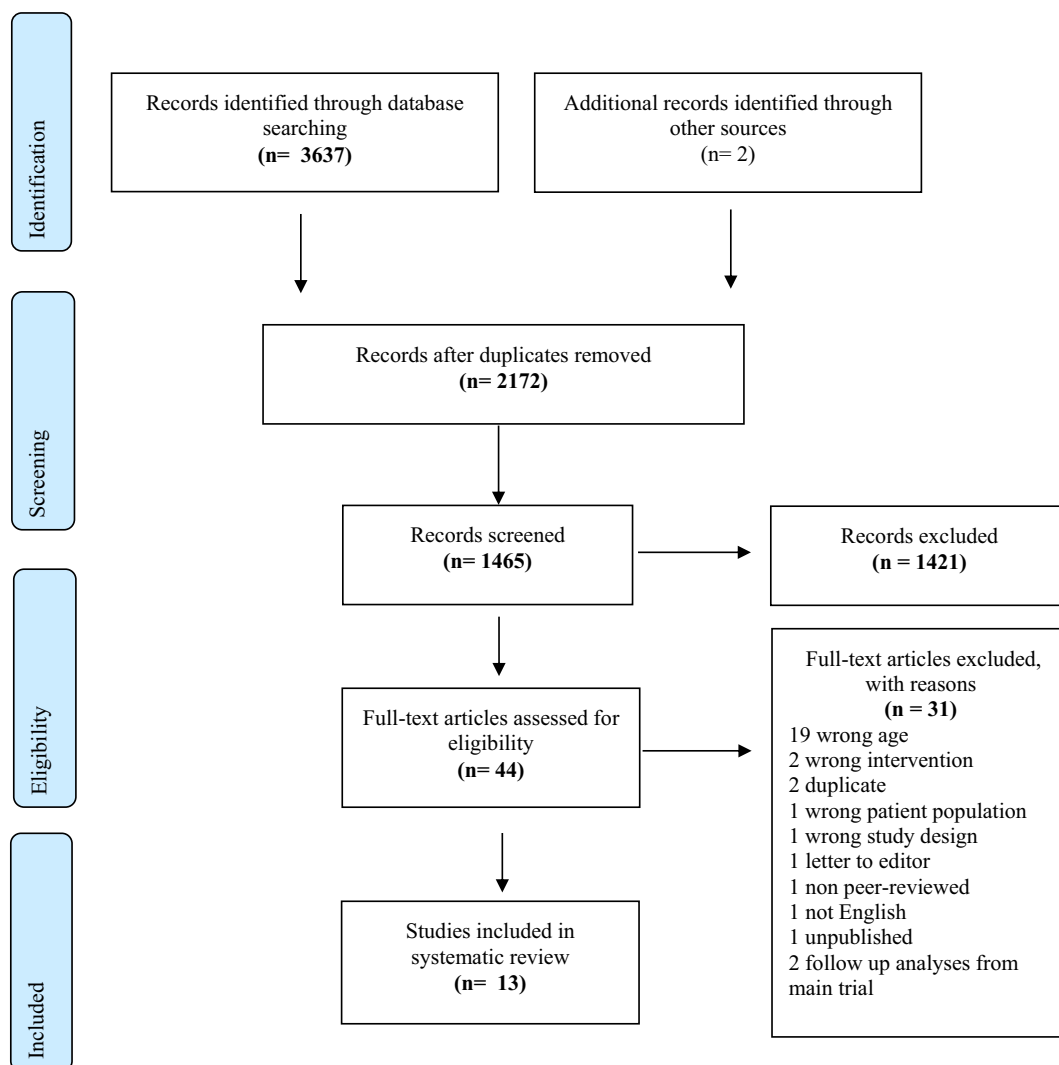 Identification
Records identified through database
searching
(n= 3637)
Additional records identified through
other sources
(n= 2)
Screening
Records after duplicates removed
(n= 2172)
Records screened
(n= 1465)
Records excluded
(n = 1421)
Eligibility
Full-text articles assessed for
eligibility
(n= 44)
Full-text articles excluded,
with reasons
(n = 31)
19 wrong age
2 wrong intervention
2 duplicate
1 wrong patient population
1 wrong study design
1 letter to editor
1 non peer-reviewed
1 not English
1 unpublished
2 follow up analyses from
main trial
Included
Studies included in
systematic review
(n= 13)